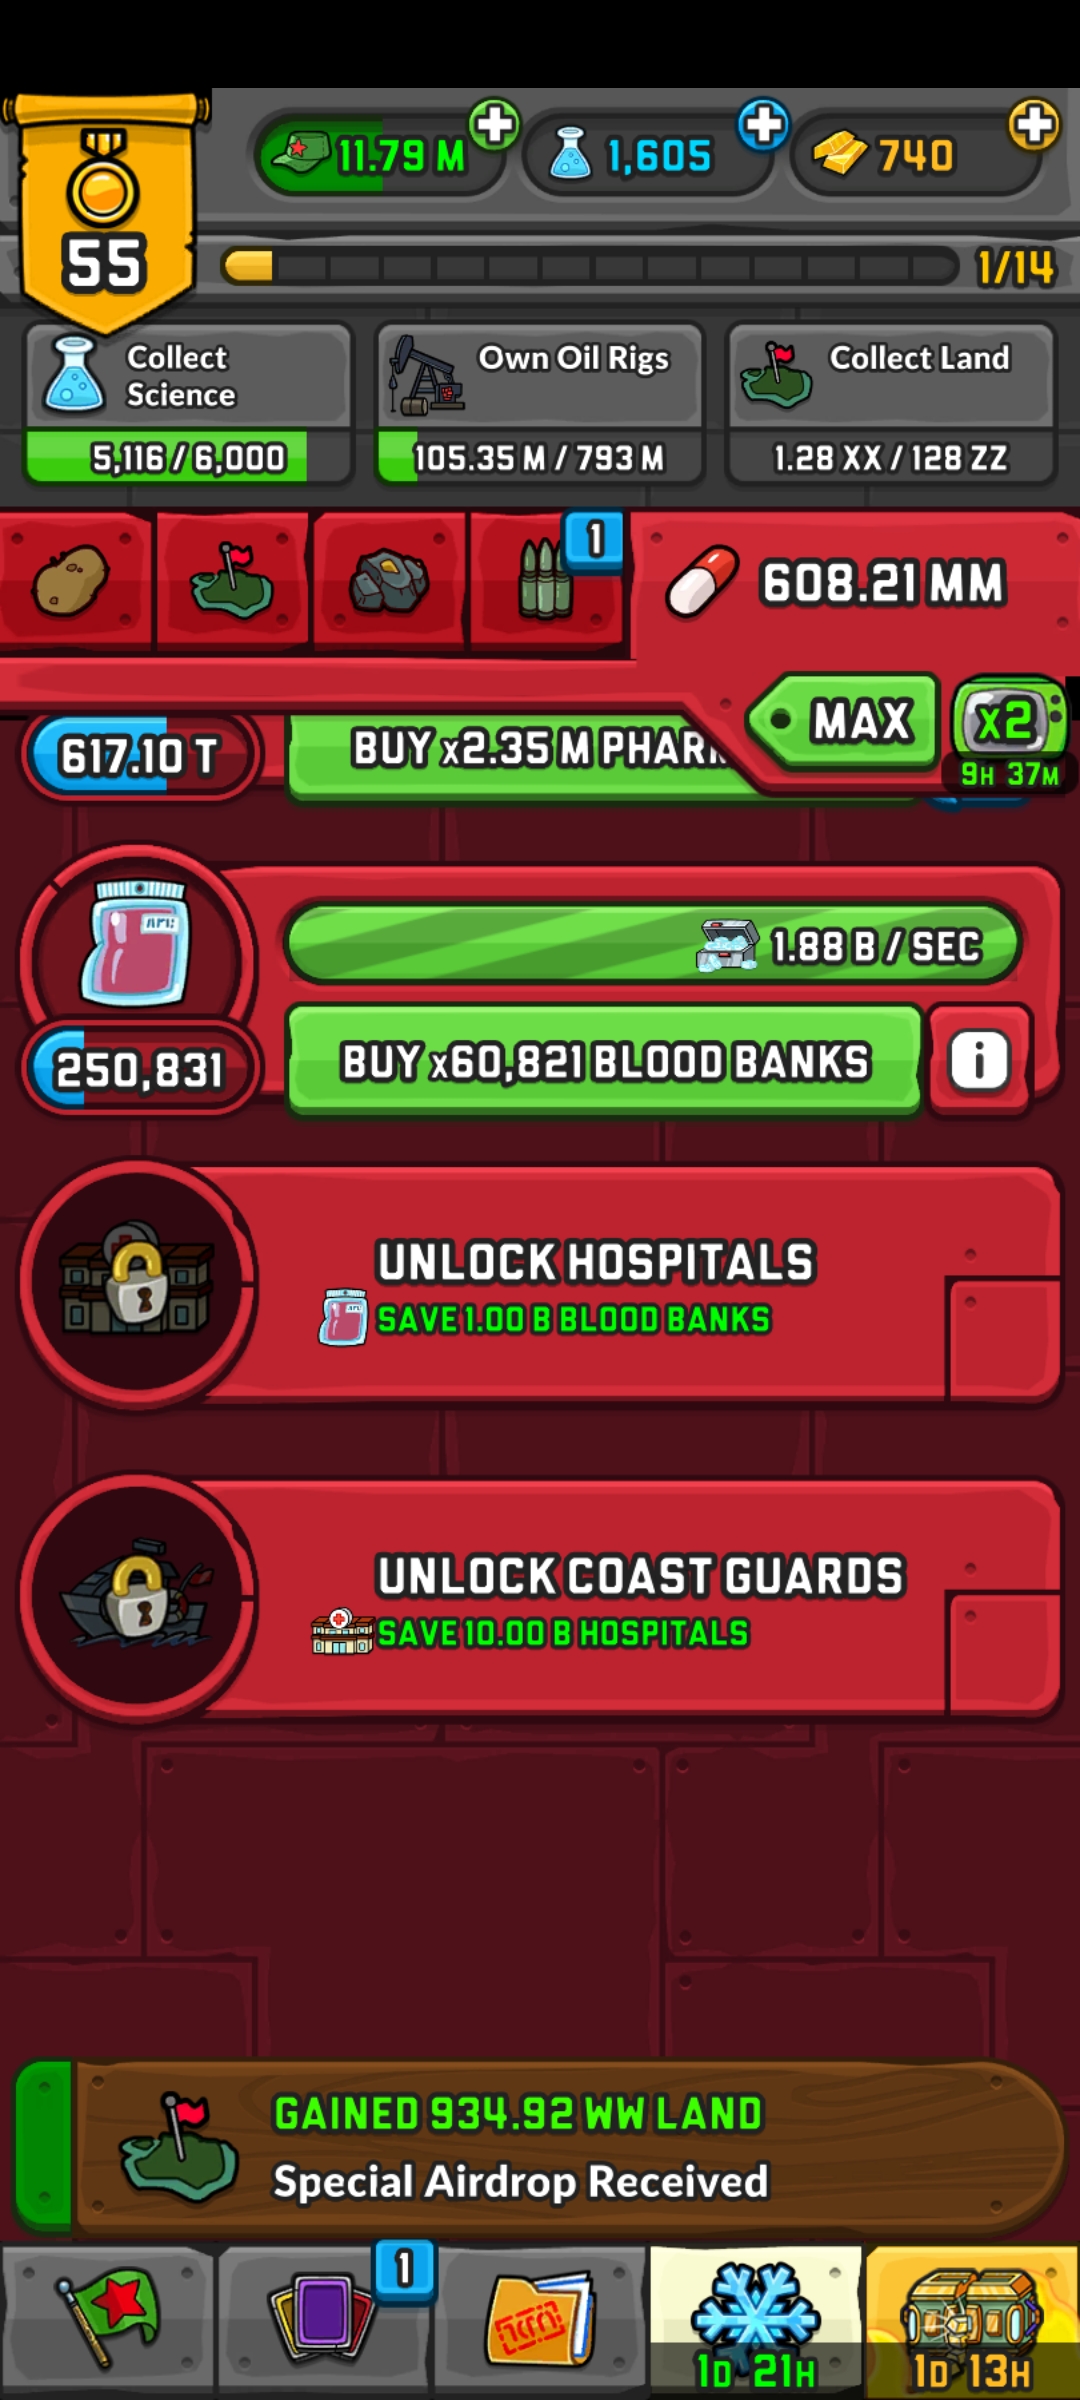 11.79 M
1,605
740
55
1/14
Collect
Science
Own Oil Rigs
Collect Land
5,116 / 6,000
105.35 M / 793 M
1.28 XX / 128 ZZ
1
608.21 MM
MAX
x2
9H 37M
617.10 T
BUY x2.35 M
1.88 B / SEC
250,831
BUY x60,821 BLOOD BANKS
i
UNLOCK HOSPITALS
SAVE 1.00 B BLOOD BANKS
UNLOCK COAST GUARDS
SAVE 10.00 B HOSPITALS
GAINED 934.92 WW LAND
Special Airdrop Received
1
1D 21H
1D 13H